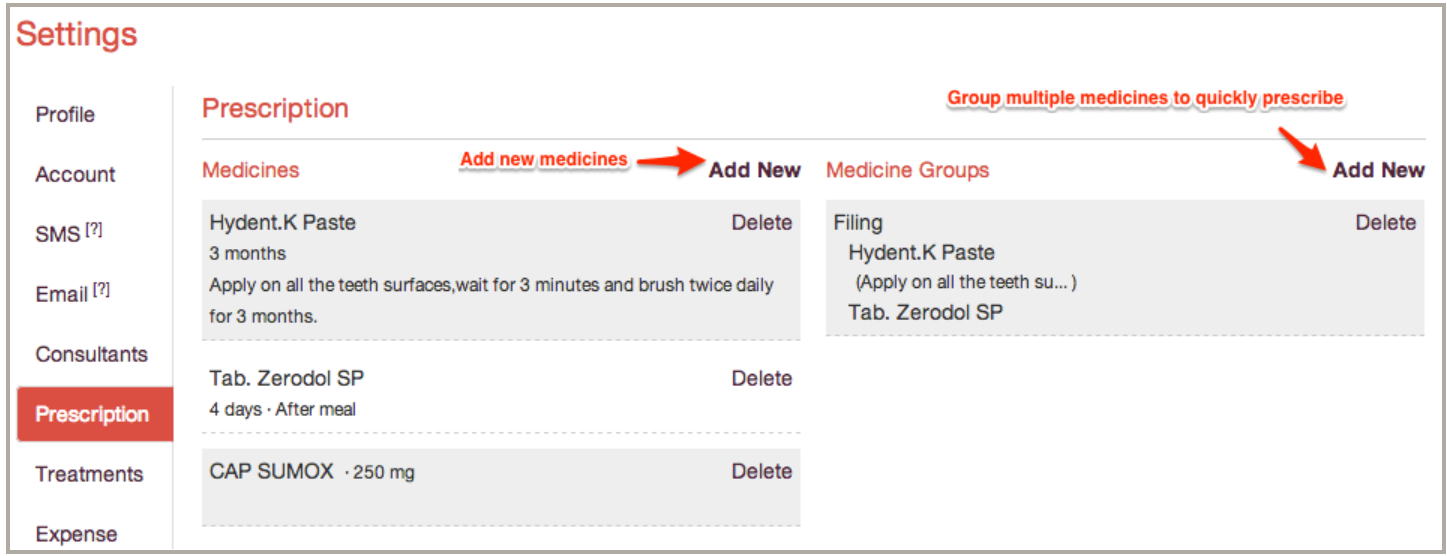 Settings
Profile
Account
SMS [?]
Email [?]
Consultants
Prescription
Treatments
Expense
Prescription
Group multiple medicines to quickly prescribe
Medicines
Add new medicines
Add New
Hydent.K Paste
Delete
3 months
Apply on all the teeth surfaces,wait for 3 minutes and brush twice daily
for 3 months.
Tab. Zerodol SP
Delete
4 days · After meal
CAP SUMOX · 250 mg
Delete
Medicine Groups
Add New
Filing
Delete
Hydent.K Paste
(Apply on all the teeth su... )
Tab. Zerodol SP